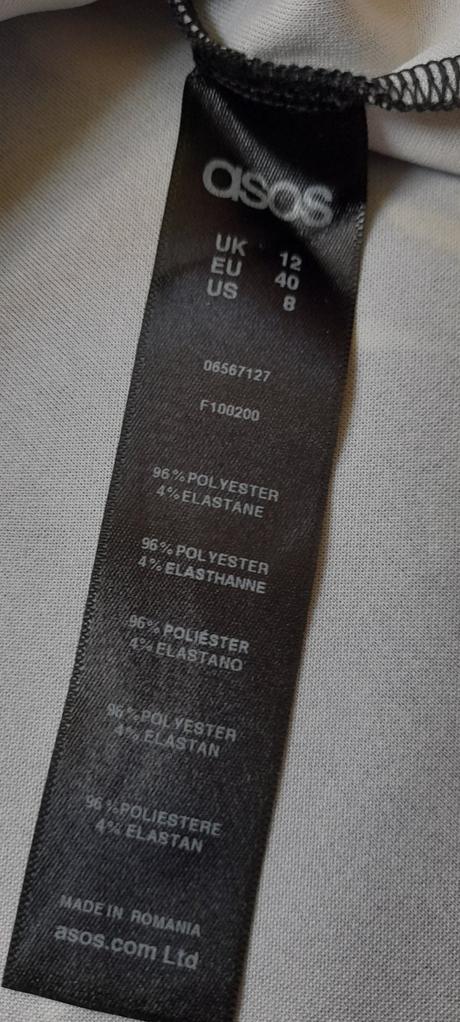 asos
UK 12
EU 40
US 8
06567127
F100200
96%POLYESTER
4%ELASTANE
96%POLYESTER
4%ELASTHANNE
96%POLIÉSTER
4%ELASTANO
96%POLYESTER
4%ELASTAN
96%POLIESTERE
4%ELASTAN
MADE IN ROMANIA
asos.com Ltd